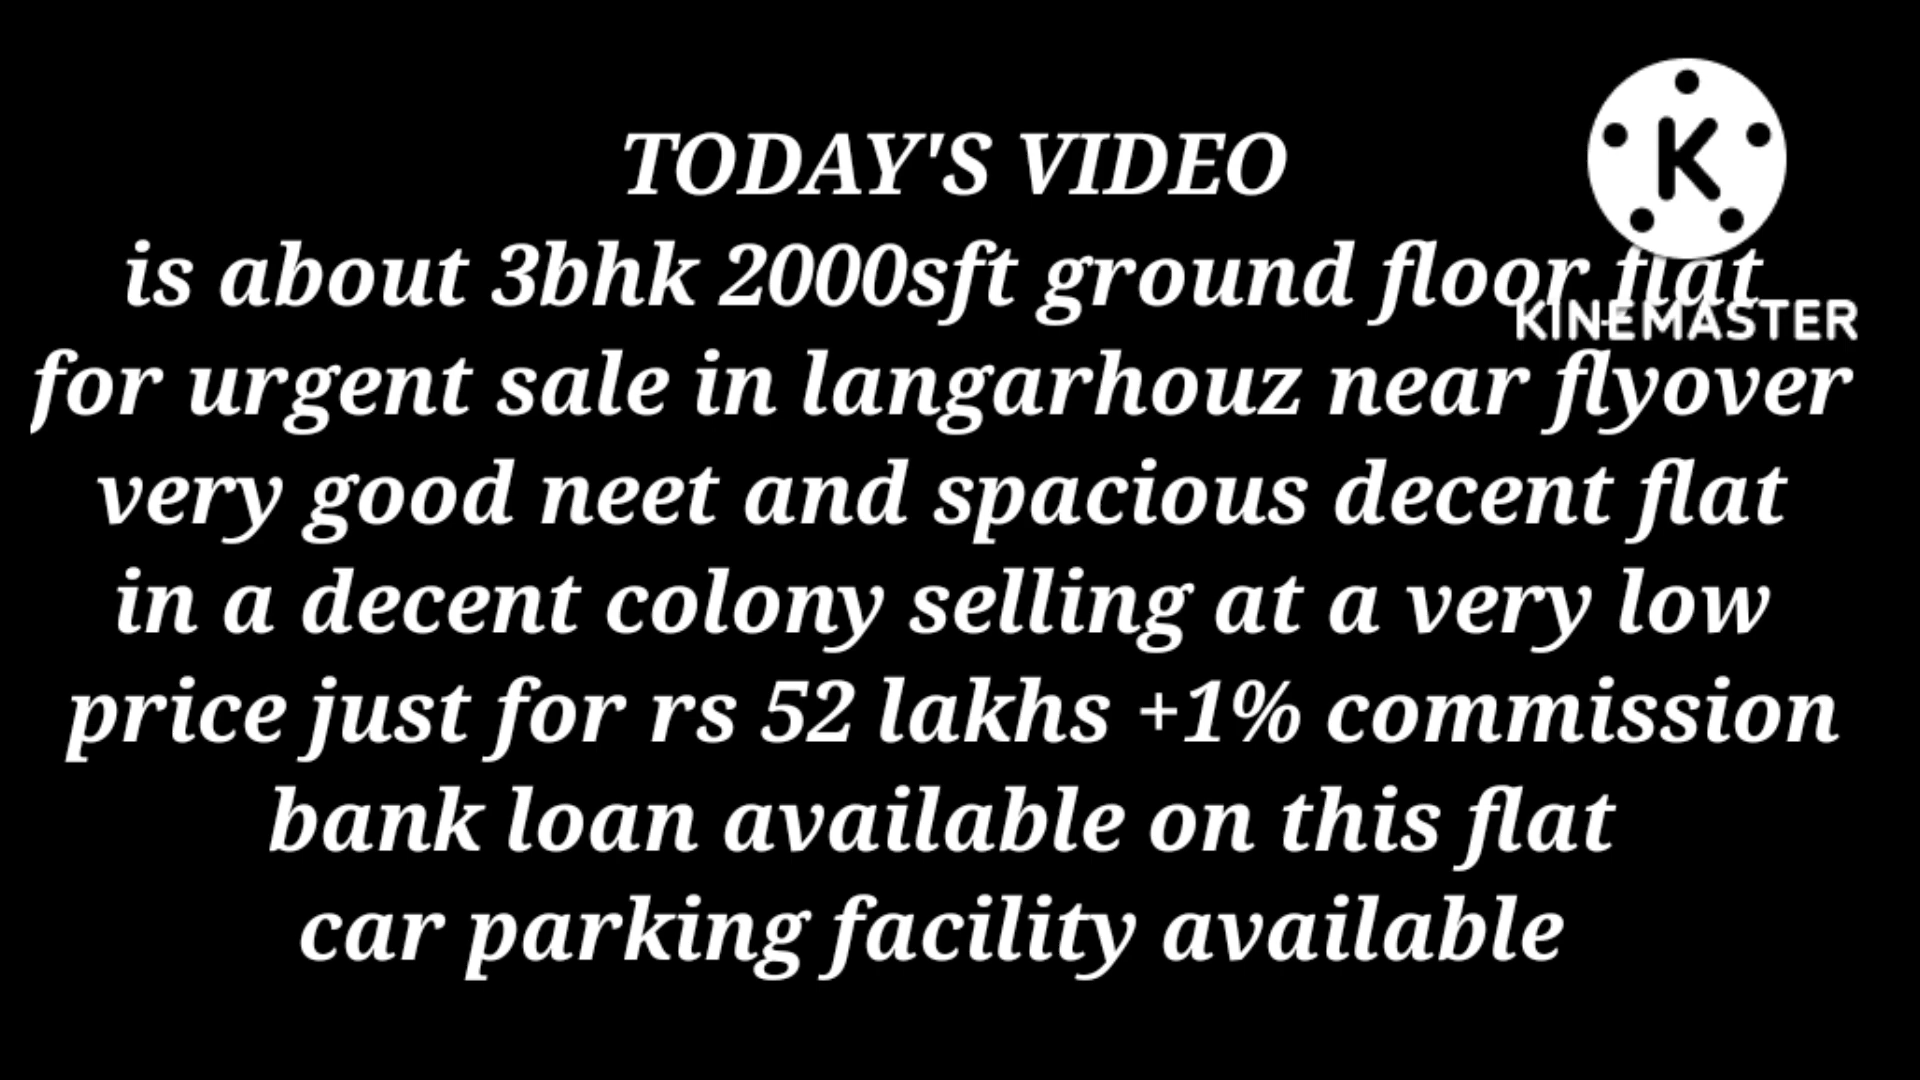 TODAY'S VIDEO
is about 3bhk 2000sft ground floor flat
for urgent sale in langarhouz near flyover
very good neet and spacious decent flat
in a decent colony selling at a very low
price just for rs 52 lakhs +1% commission
bank loan available on this flat
car parking facility available
K
KINEMASTER